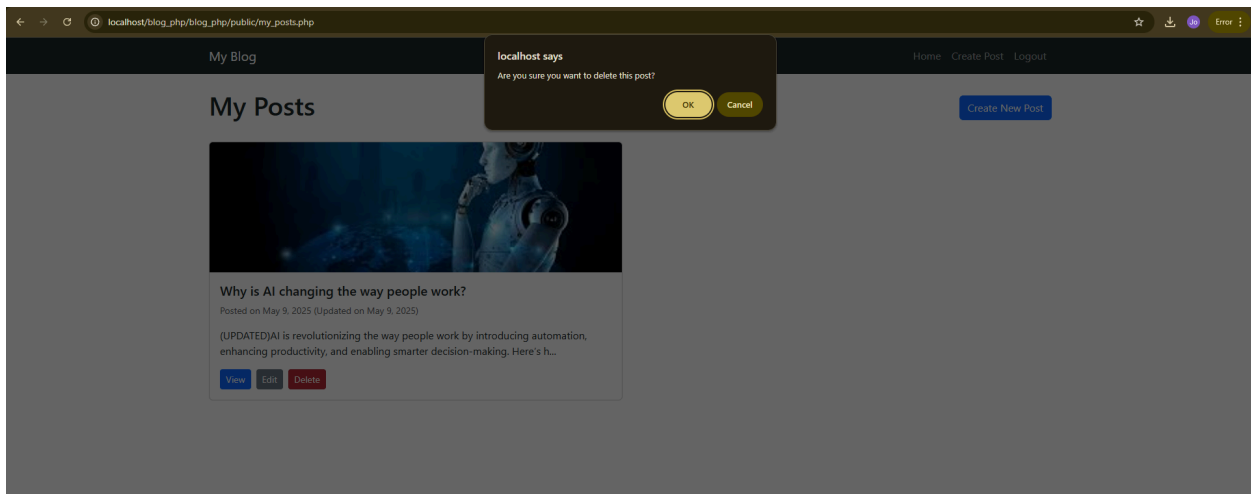 localhost/blog_php/blog_php/public/my_posts.php
Jo
Error
My Blog
Home Create Post Logout
localhost says
Are you sure you want to delete this post?
OK Cancel
My Posts
Create New Post
Why is AI changing the way people work?
Posted on May 9, 2025 (Updated on May 9, 2025)
(UPDATED)AI is revolutionizing the way people work by introducing automation,
enhancing productivity, and enabling smarter decision-making. Here's h...
View Edit Delete